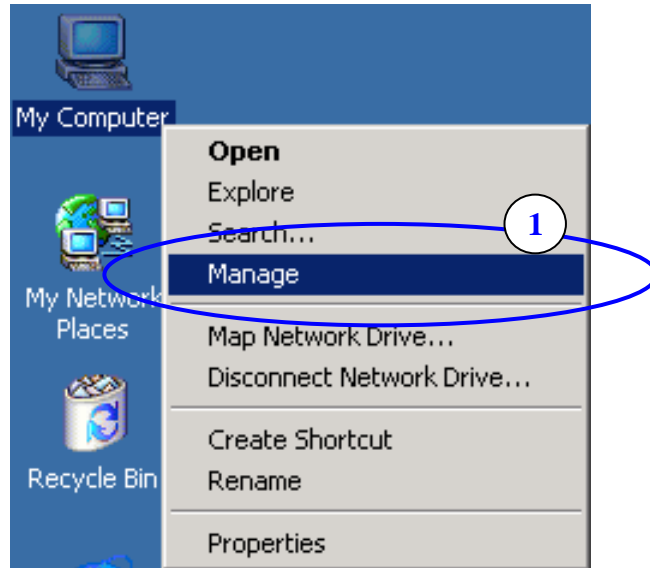 My Computer
Open
Explore
Search...
1
Manage
My Network
Places
Map Network Drive...
Disconnect Network Drive...
Create Shortcut
Recycle Bin
Rename
Properties